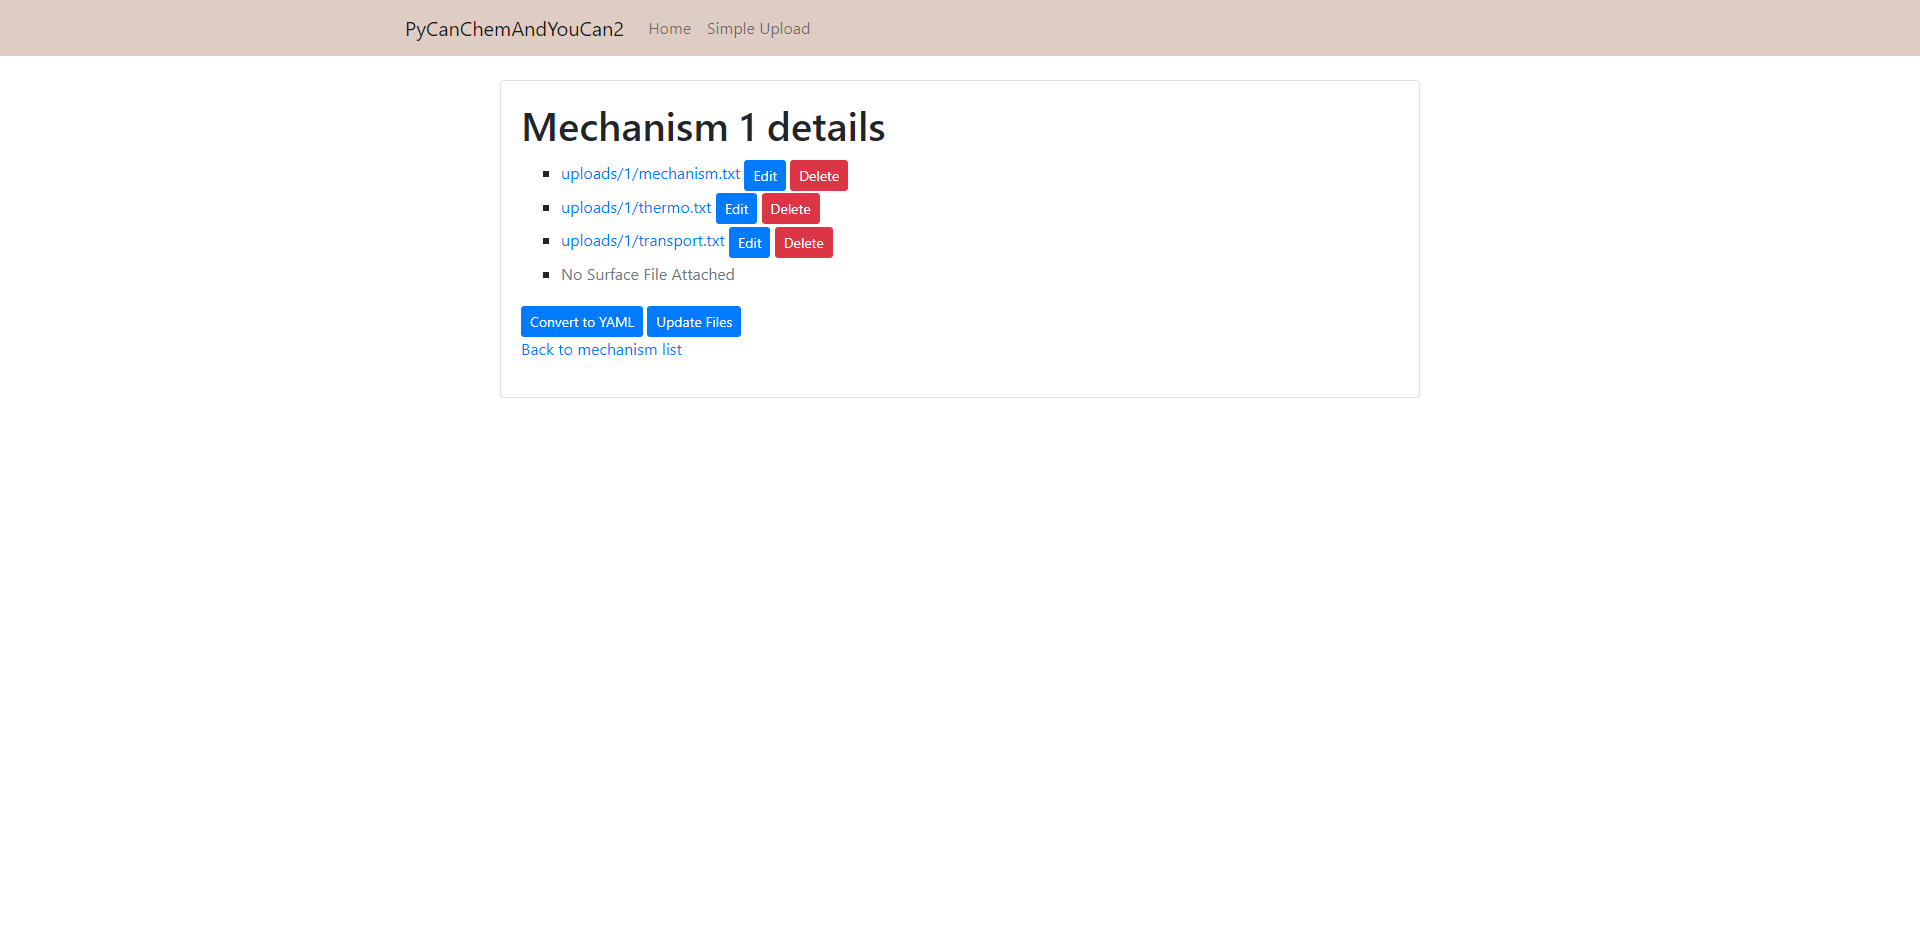 PyCanChemAndYouCan2 Home Simple Upload
Mechanism 1 details
uploads/1/mechanism.txt Edit Delete
uploads/1/thermo.txt Edit Delete
uploads/1/transport.txt Edit Delete
No Surface File Attached
Convert to YAML Update Files
Back to mechanism list